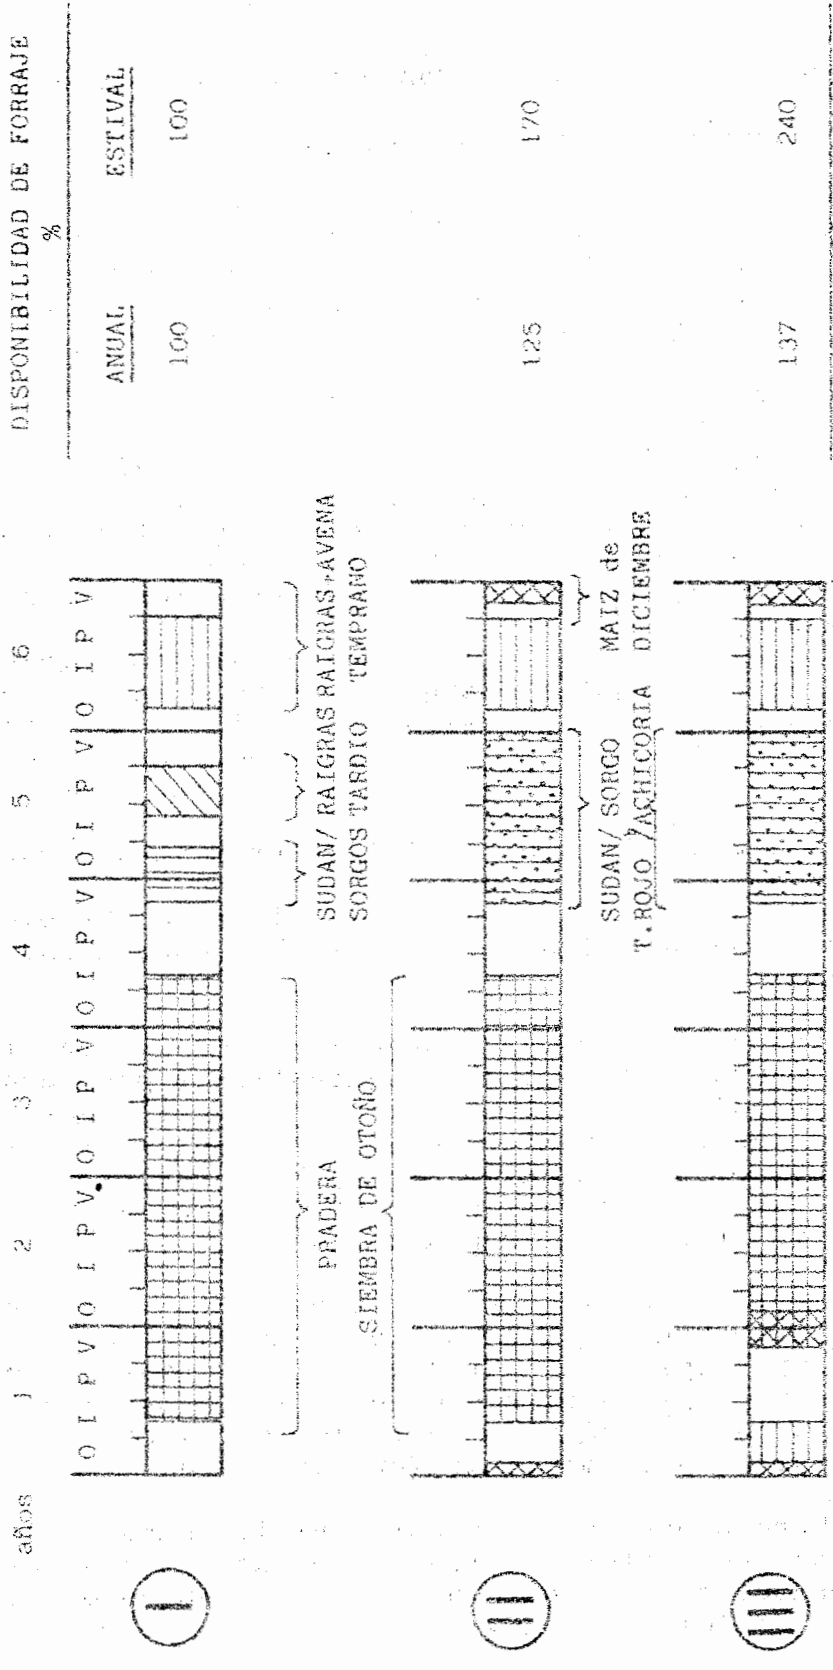 años 1 2 3 4 5 6 DISPONIBILIDAD DE FORRAJE
%
O I P V O I P V O I P V O I P V O I P V O I P V ANUAL ESTIVAL
I 100 100
SUDAN/ RAIGRAS RAIGRAS+AVENA
PRADERA SORGOS TARDIO TEMPRANO
SIEMBRA DE OTOÑO
II 125 170
SUDAN/ SORGO MAIZ de
T.ROJO/ACHICORIA DICIEMBRE
III 137 240